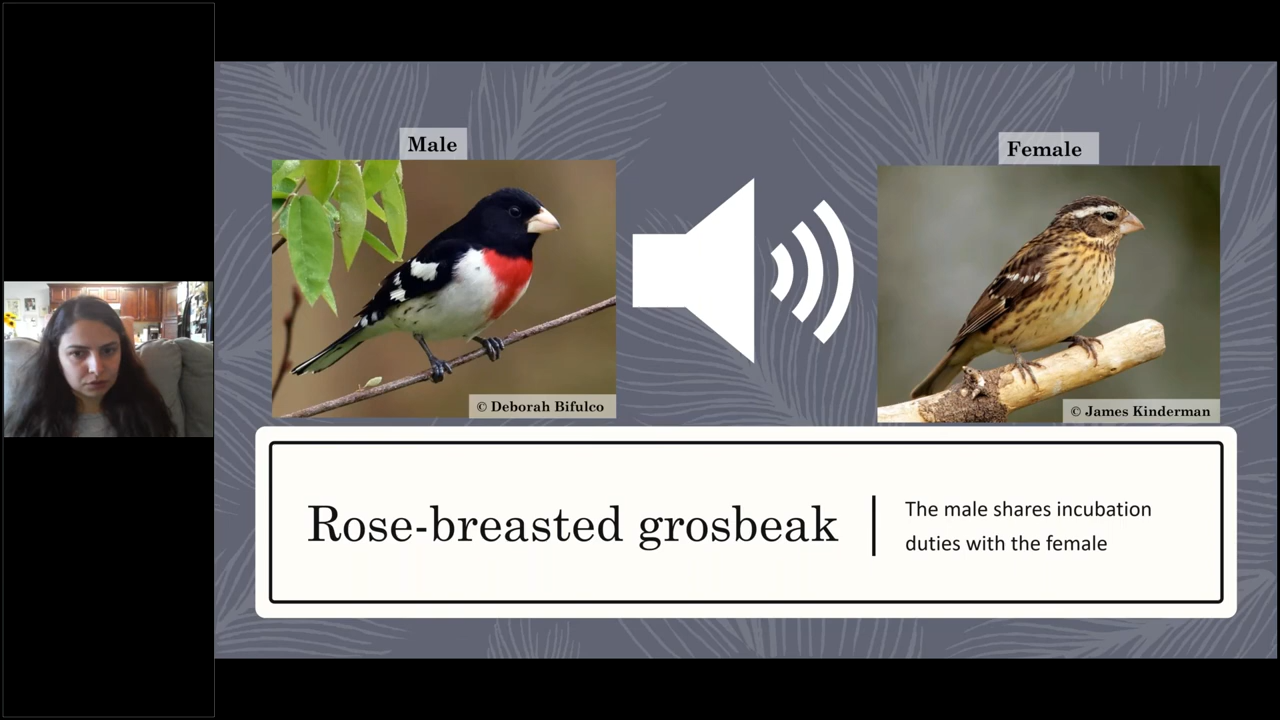 Male
Female
© Deborah Bifulco
© James Kinderman
Rose-breasted grosbeak
The male shares incubation
duties with the female